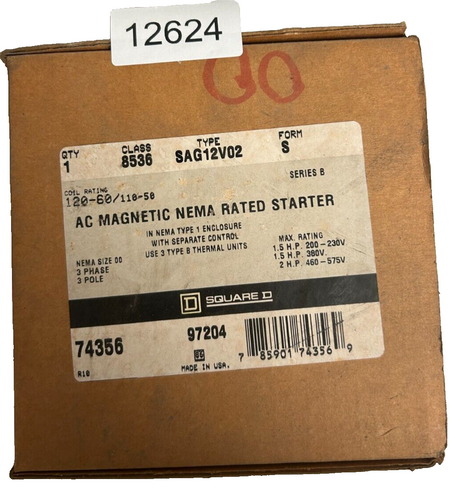 12624
QO
QTY CLASS TYPE FORM
1 8536 SAG12V02 S
SERIES B
COIL RATING
120-60/110-50
AC MAGNETIC NEMA RATED STARTER
IN NEMA TYPE 1 ENCLOSURE
WITH SEPARATE CONTROL
USE 3 TYPE B THERMAL UNITS
NEMA SIZE 00
3 PHASE
3 POLE
MAX. RATING
1.5 H.P. 200-230V
1.5 H.P. 380V.
2 H.P. 460-575V
D SQUARE D
74356 97204
R10
MADE IN USA.
7 85901 74356 9